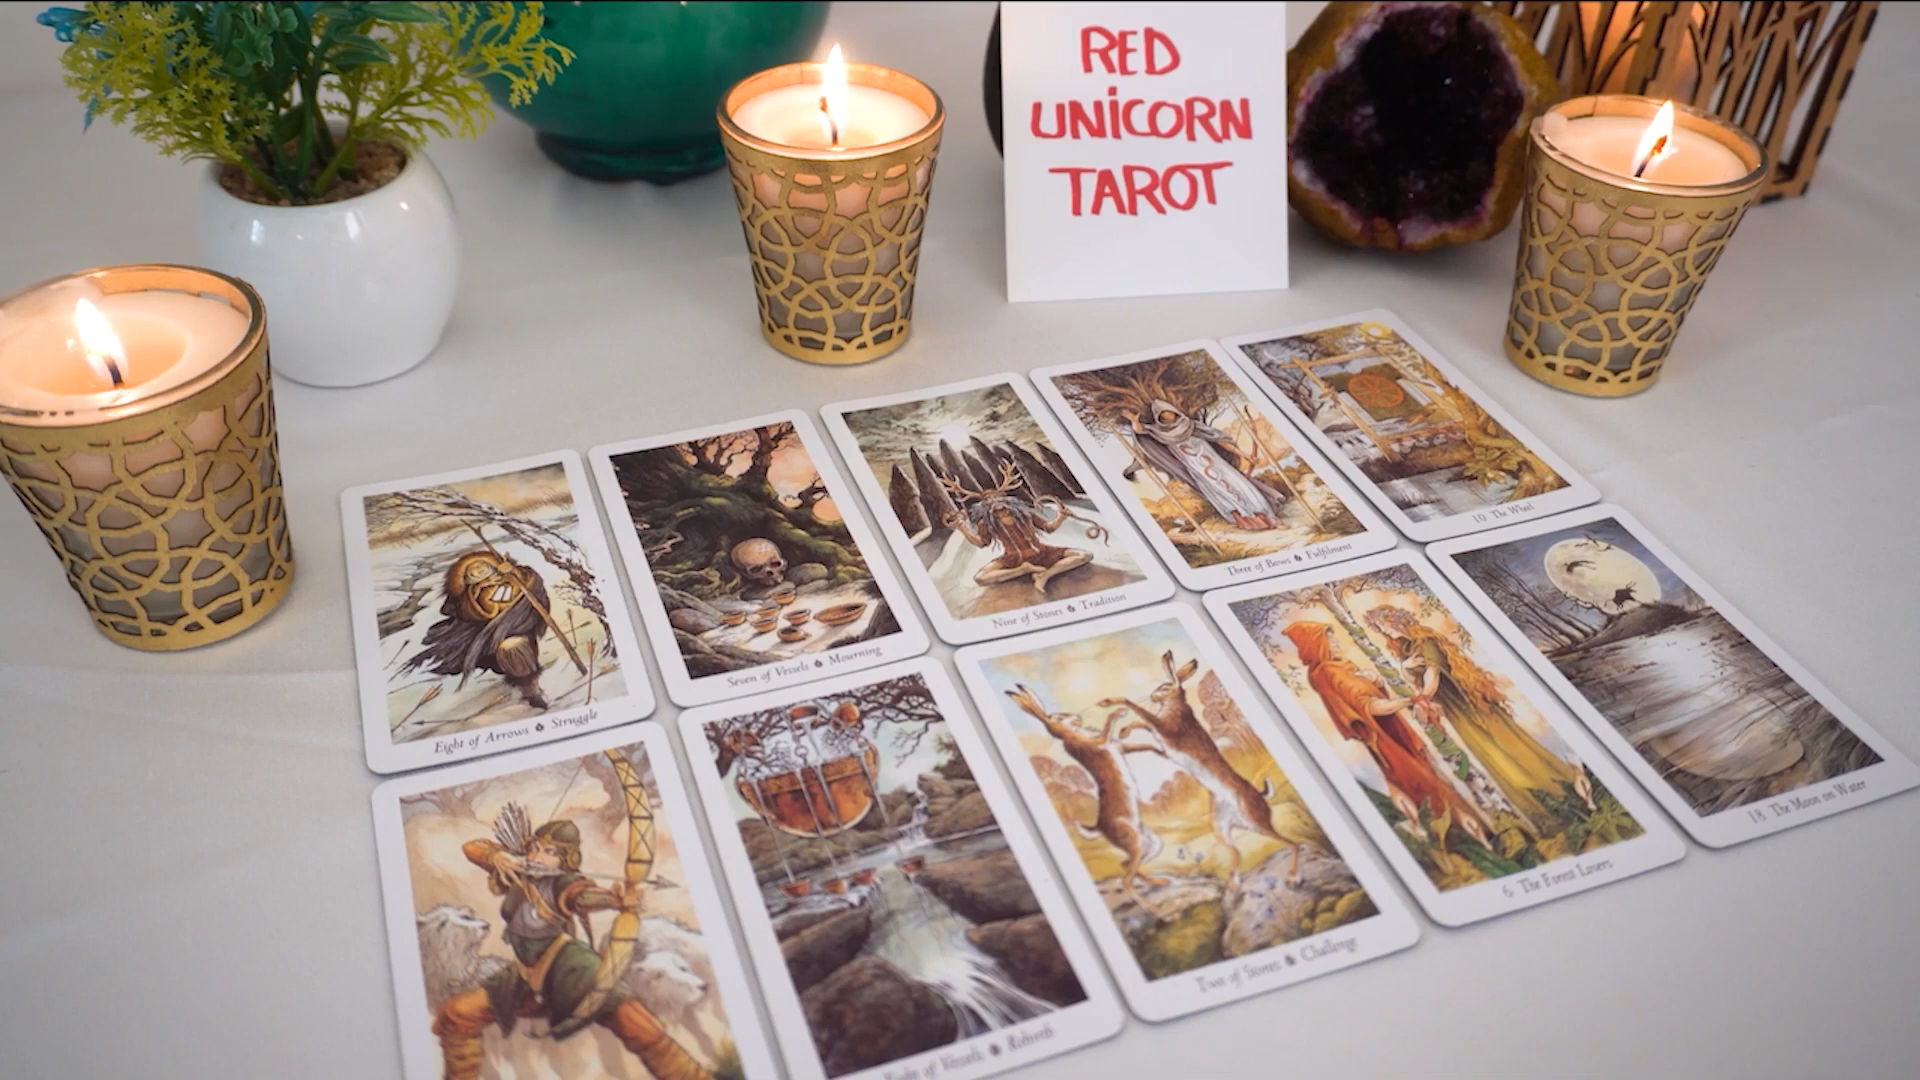 RED
UNICORN
TAROT
10 The Wheel
Three of Bows Fulfilment
Nine of Stones Tradition
Seven of Vessels Mourning
Eight of Arrows Struggle
18 The Moon on Water
6 The Forest Lovers
Two of Stones Challenge
Eight of Vessels Rebirth